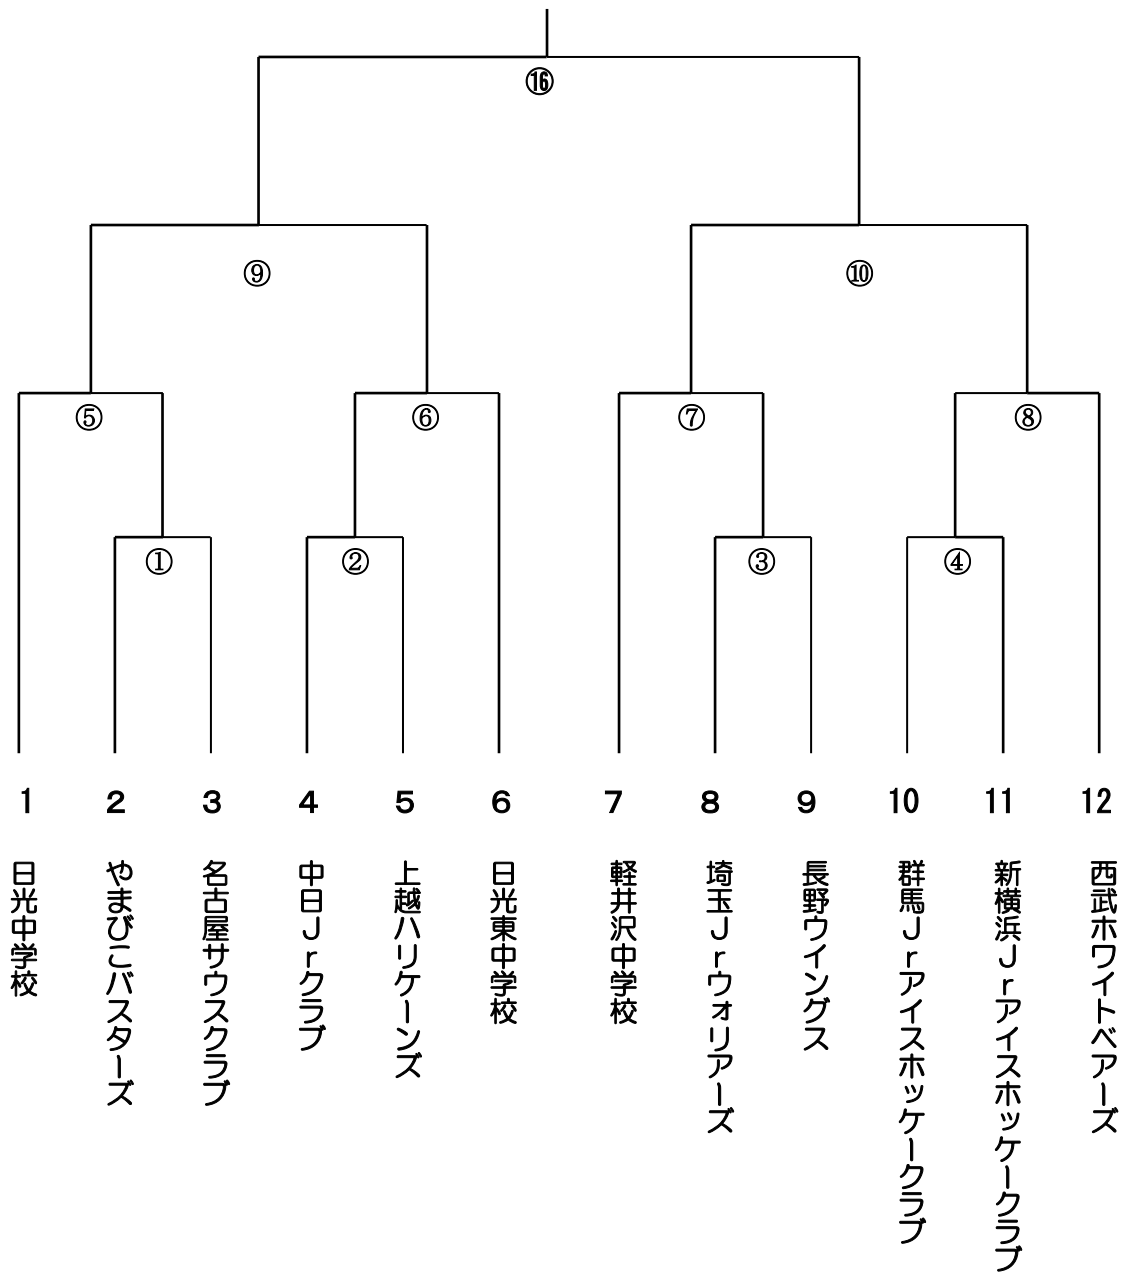 ⑯
⑨
⑩
⑤
⑥
⑦
⑧
①
②
③
④
1
2
3
4
5
6
7
8
9
10
11
12
日光中学校
やまびこバスターズ
名古屋サウスクラブ
中日Jrクラブ
上越ハリケーンズ
日光東中学校
軽井沢中学校
埼玉Jrウォリアーズ
長野ウイングス
群馬Jrアイスホッケークラブ
新横浜Jrアイスホッケークラブ
西武ホワイトベアーズ